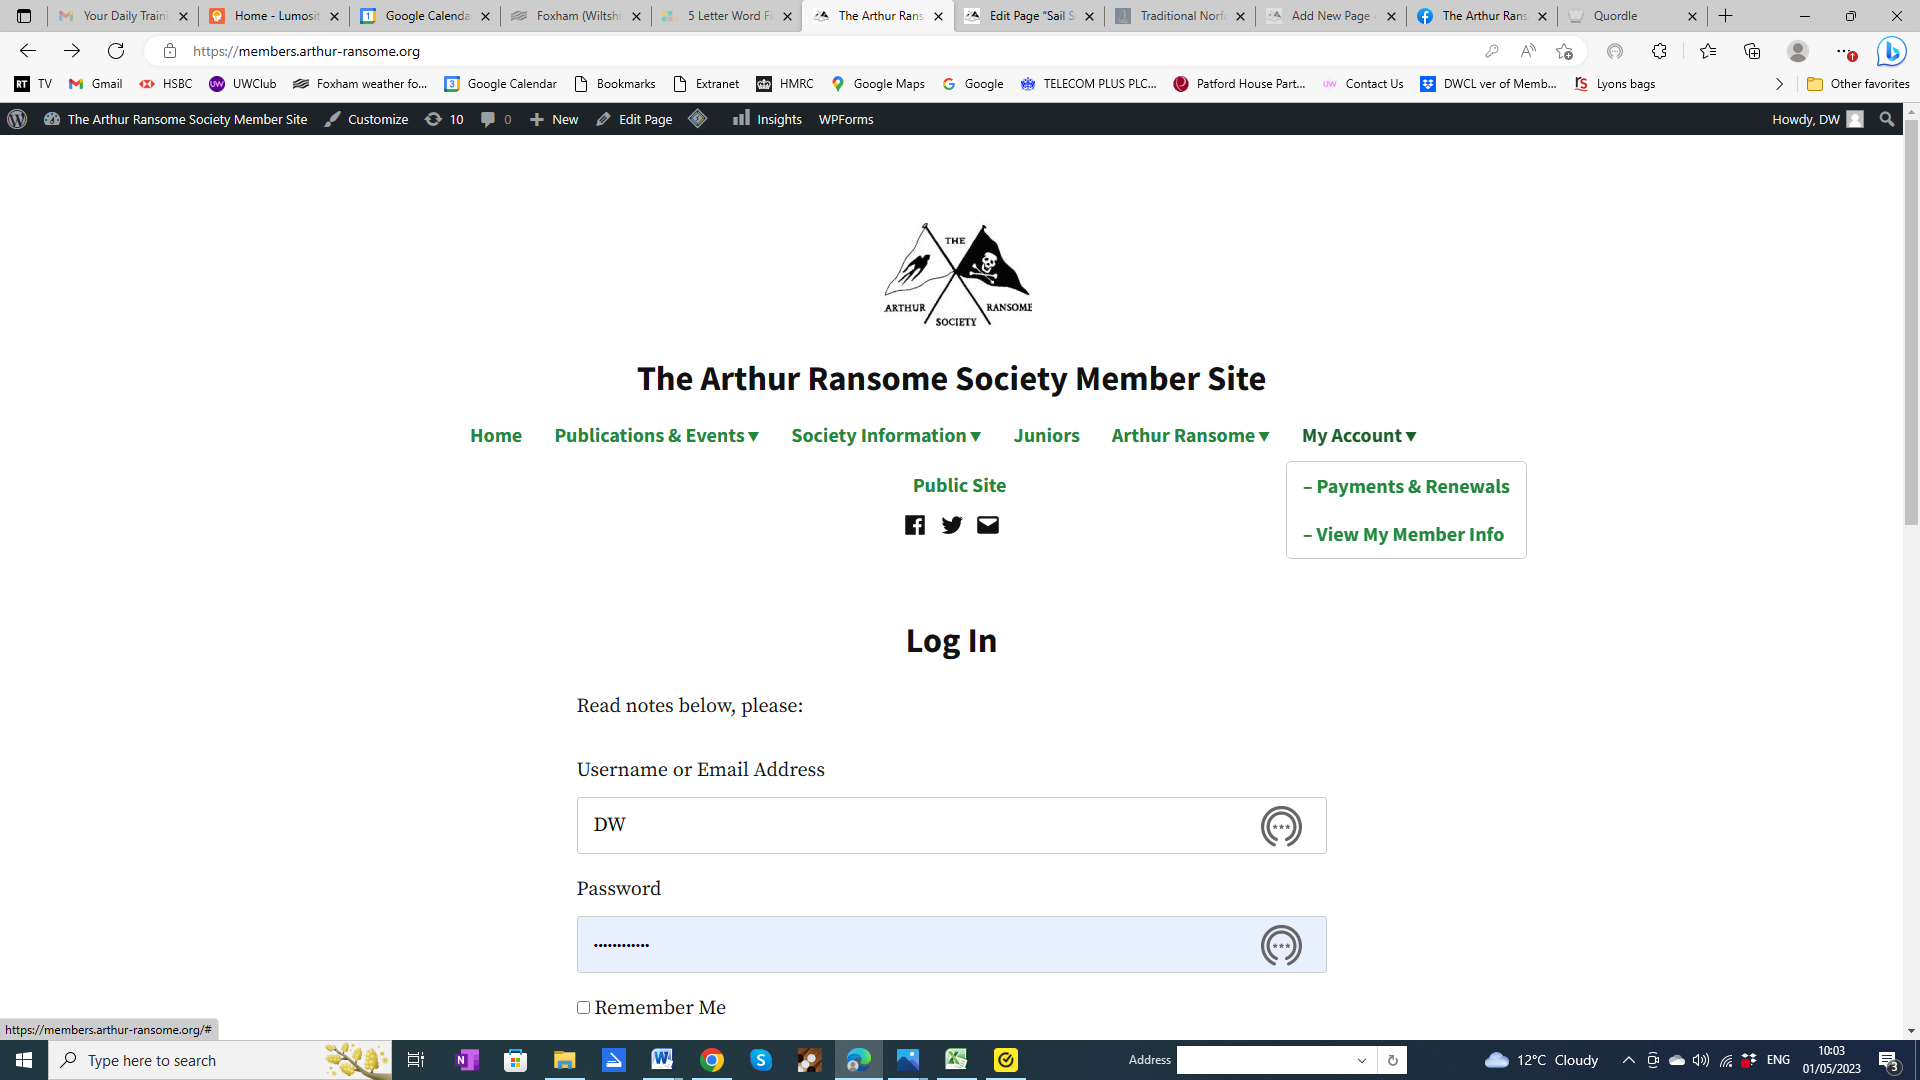 Your Daily Traini
Home - Lumosit
Google Calenda
Foxham (Wiltshi
5 Letter Word Fi
The Arthur Rans
Edit Page “Sail S
Traditional Norfo
Add New Page
The Arthur Rans
Quordle
https://members.arthur-ransome.org
TV
Gmail
HSBC
UWClub
Foxham weather fo...
Google Calendar
Bookmarks
Extranet
HMRC
Google Maps
Google
TELECOM PLUS PLC...
Patford House Part...
Contact Us
DWCL ver of Memb...
Lyons bags
Other favorites
The Arthur Ransome Society Member Site
Customize
10
0
New
Edit Page
Insights
WPForms
Howdy, DW
THE
ARTHUR RANSOME
SOCIETY
The Arthur Ransome Society Member Site
Home
Publications & Events ▾
Society Information ▾
Juniors
Arthur Ransome ▾
My Account ▾
Public Site
– Payments & Renewals
– View My Member Info
Log In
Read notes below, please:
Username or Email Address
DW
Password
Remember Me
https://members.arthur-ransome.org/#
Type here to search
Address
12°C Cloudy
ENG
10:03
01/05/2023
3